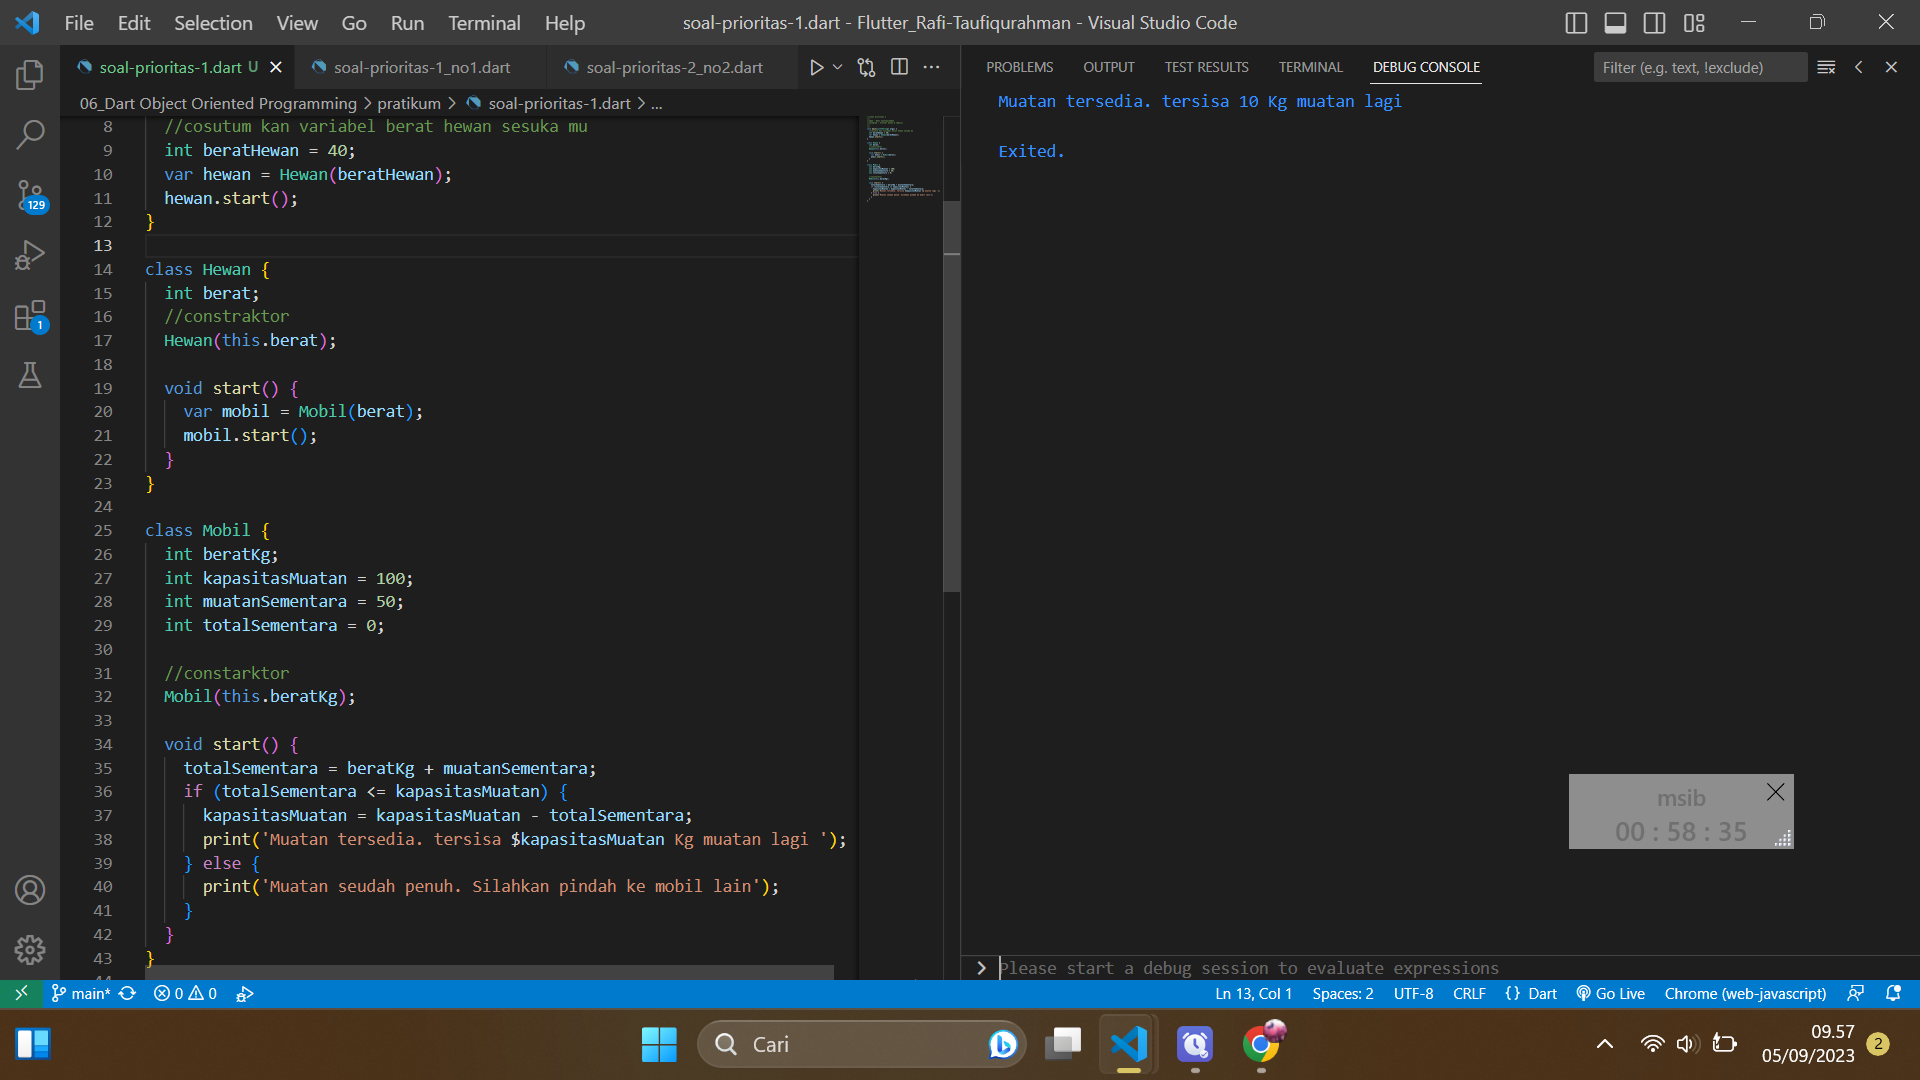 File Edit Selection View Go Run Terminal Help
soal-prioritas-1.dart - Flutter_Rafi-Taufiqurahman - Visual Studio Code
soal-prioritas-1.dart U
soal-prioritas-1_no1.dart
soal-prioritas-2_no2.dart
06_Dart Object Oriented Programming > pratikum > soal-prioritas-1.dart > ...
8 //cosutum kan variabel berat hewan sesuka mu
9 int beratHewan = 40;
10 var hewan = Hewan(beratHewan);
11 hewan.start();
12 }
13
14 class Hewan {
15 int berat;
16 //constraktor
17 Hewan(this.berat);
18
19 void start() {
20 var mobil = Mobil(berat);
21 mobil.start();
22 }
23 }
24
25 class Mobil {
26 int beratKg;
27 int kapasitasMuatan = 100;
28 int muatanSementara = 50;
29 int totalSementara = 0;
30
31 //constarktor
32 Mobil(this.beratKg);
33
34 void start() {
35 totalSementara = beratKg + muatanSementara;
36 if (totalSementara <= kapasitasMuatan) {
37 kapasitasMuatan = kapasitasMuatan - totalSementara;
38 print('Muatan tersedia. tersisa $kapasitasMuatan Kg muatan lagi ');
39 } else {
40 print('Muatan seudah penuh. Silahkan pindah ke mobil lain');
41 }
42 }
43 }
129
1
PROBLEMS OUTPUT TEST RESULTS TERMINAL DEBUG CONSOLE
Filter (e.g. text, !exclude)
Muatan tersedia. tersisa 10 Kg muatan lagi
Exited.
msib
00 : 58 : 35
Please start a debug session to evaluate expressions
main* 0 0
Ln 13, Col 1 Spaces: 2 UTF-8 CRLF {} Dart Go Live Chrome (web-javascript)
Cari
09.57
05/09/2023
2